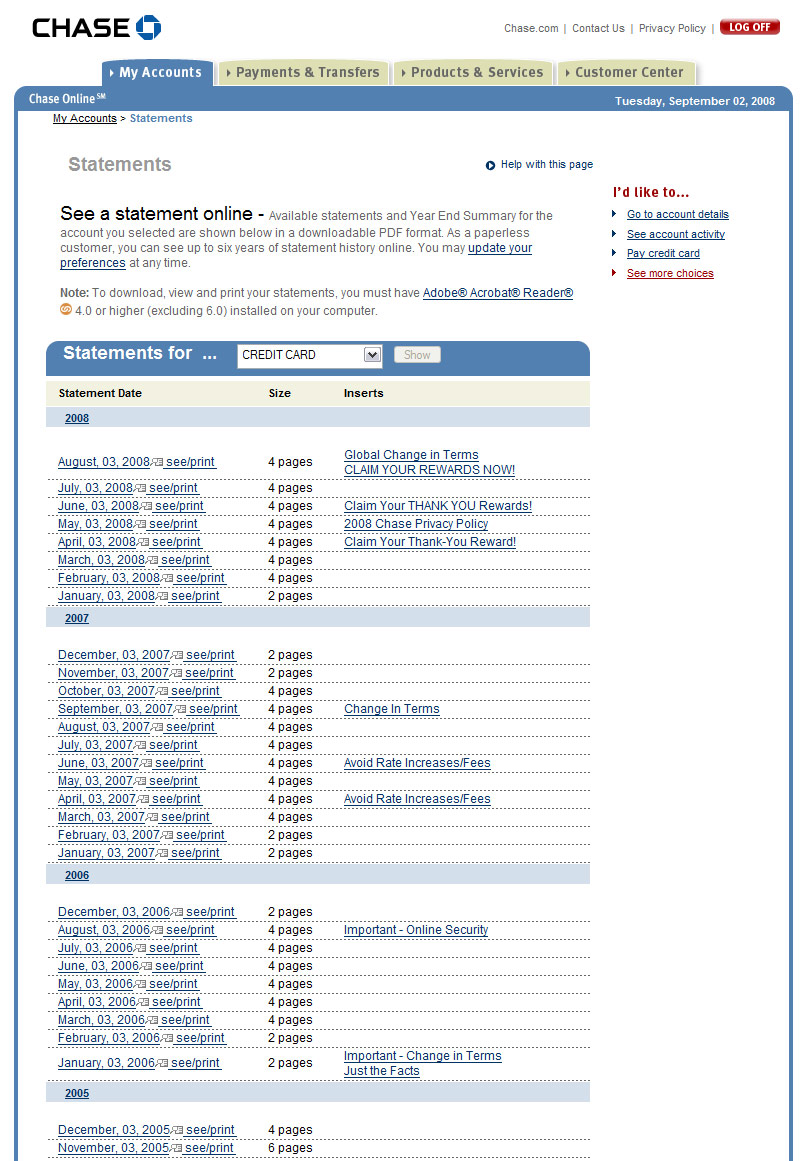 CHASE
Chase.com | Contact Us | Privacy Policy | LOG OFF
My Accounts Payments & Transfers Products & Services Customer Center
Chase Online SM
Tuesday, September 02, 2008
My Accounts > Statements
Statements
Help with this page
See a statement online - Available statements and Year End Summary for the
account you selected are shown below in a downloadable PDF format. As a paperless
customer, you can see up to six years of statement history online. You may update your
preferences at any time.
Note: To download, view and print your statements, you must have Adobe® Acrobat® Reader®
4.0 or higher (excluding 6.0) installed on your computer.
I'd like to...
Go to account details
See account activity
Pay credit card
See more choices
Statements for ... CREDIT CARD Show
Statement Date Size Inserts
2008
August, 03, 2008 see/print 4 pages Global Change in Terms
CLAIM YOUR REWARDS NOW!
July, 03, 2008 see/print 4 pages
June, 03, 2008 see/print 4 pages Claim Your THANK YOU Rewards!
May, 03, 2008 see/print 4 pages 2008 Chase Privacy Policy
April, 03, 2008 see/print 4 pages Claim Your Thank-You Reward!
March, 03, 2008 see/print 4 pages
February, 03, 2008 see/print 4 pages
January, 03, 2008 see/print 2 pages
2007
December, 03, 2007 see/print 2 pages
November, 03, 2007 see/print 2 pages
October, 03, 2007 see/print 4 pages
September, 03, 2007 see/print 4 pages Change In Terms
August, 03, 2007 see/print 4 pages
July, 03, 2007 see/print 4 pages
June, 03, 2007 see/print 4 pages Avoid Rate Increases/Fees
May, 03, 2007 see/print 4 pages
April, 03, 2007 see/print 4 pages Avoid Rate Increases/Fees
March, 03, 2007 see/print 4 pages
February, 03, 2007 see/print 2 pages
January, 03, 2007 see/print 2 pages
2006
December, 03, 2006 see/print 2 pages
August, 03, 2006 see/print 4 pages Important - Online Security
July, 03, 2006 see/print 4 pages
June, 03, 2006 see/print 4 pages
May, 03, 2006 see/print 4 pages
April, 03, 2006 see/print 4 pages
March, 03, 2006 see/print 4 pages
February, 03, 2006 see/print 2 pages
January, 03, 2006 see/print 2 pages Important - Change in Terms
Just the Facts
2005
December, 03, 2005 see/print 4 pages
November, 03, 2005 see/print 6 pages